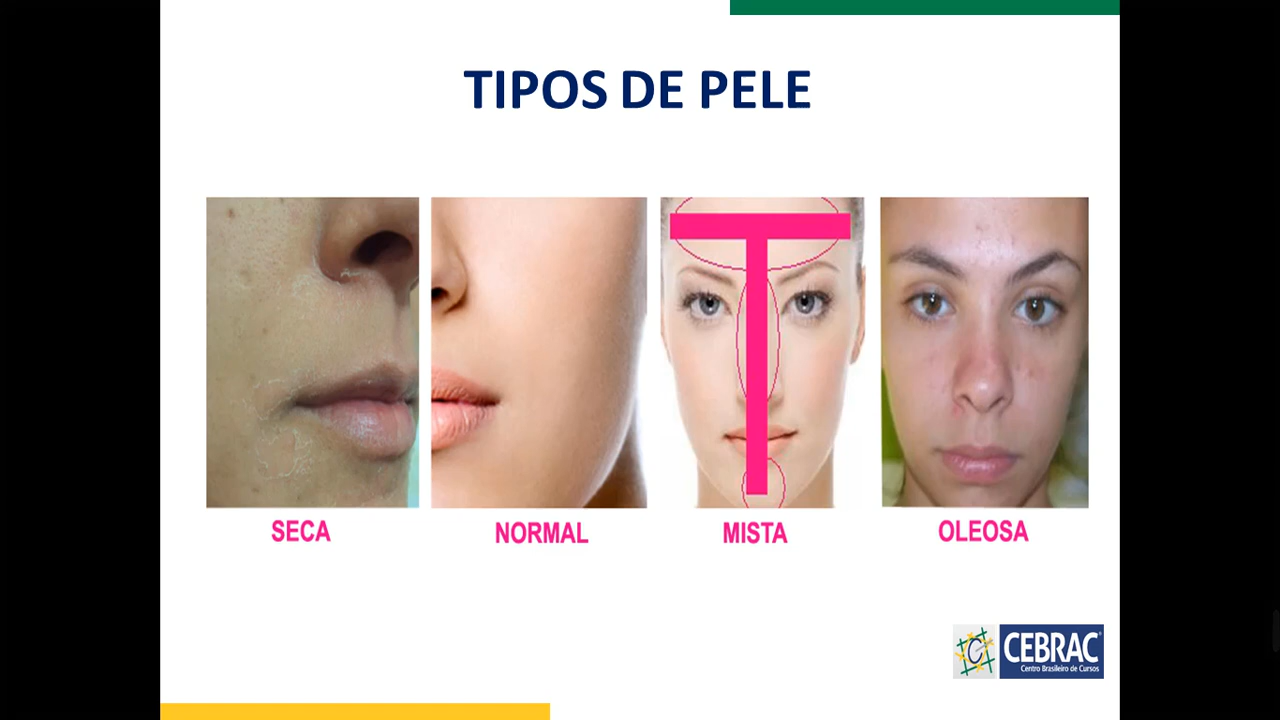 TIPOS DE PELE
SECA
NORMAL
MISTA
OLEOSA
CEBRAC
Centro Brasileiro de Cursos